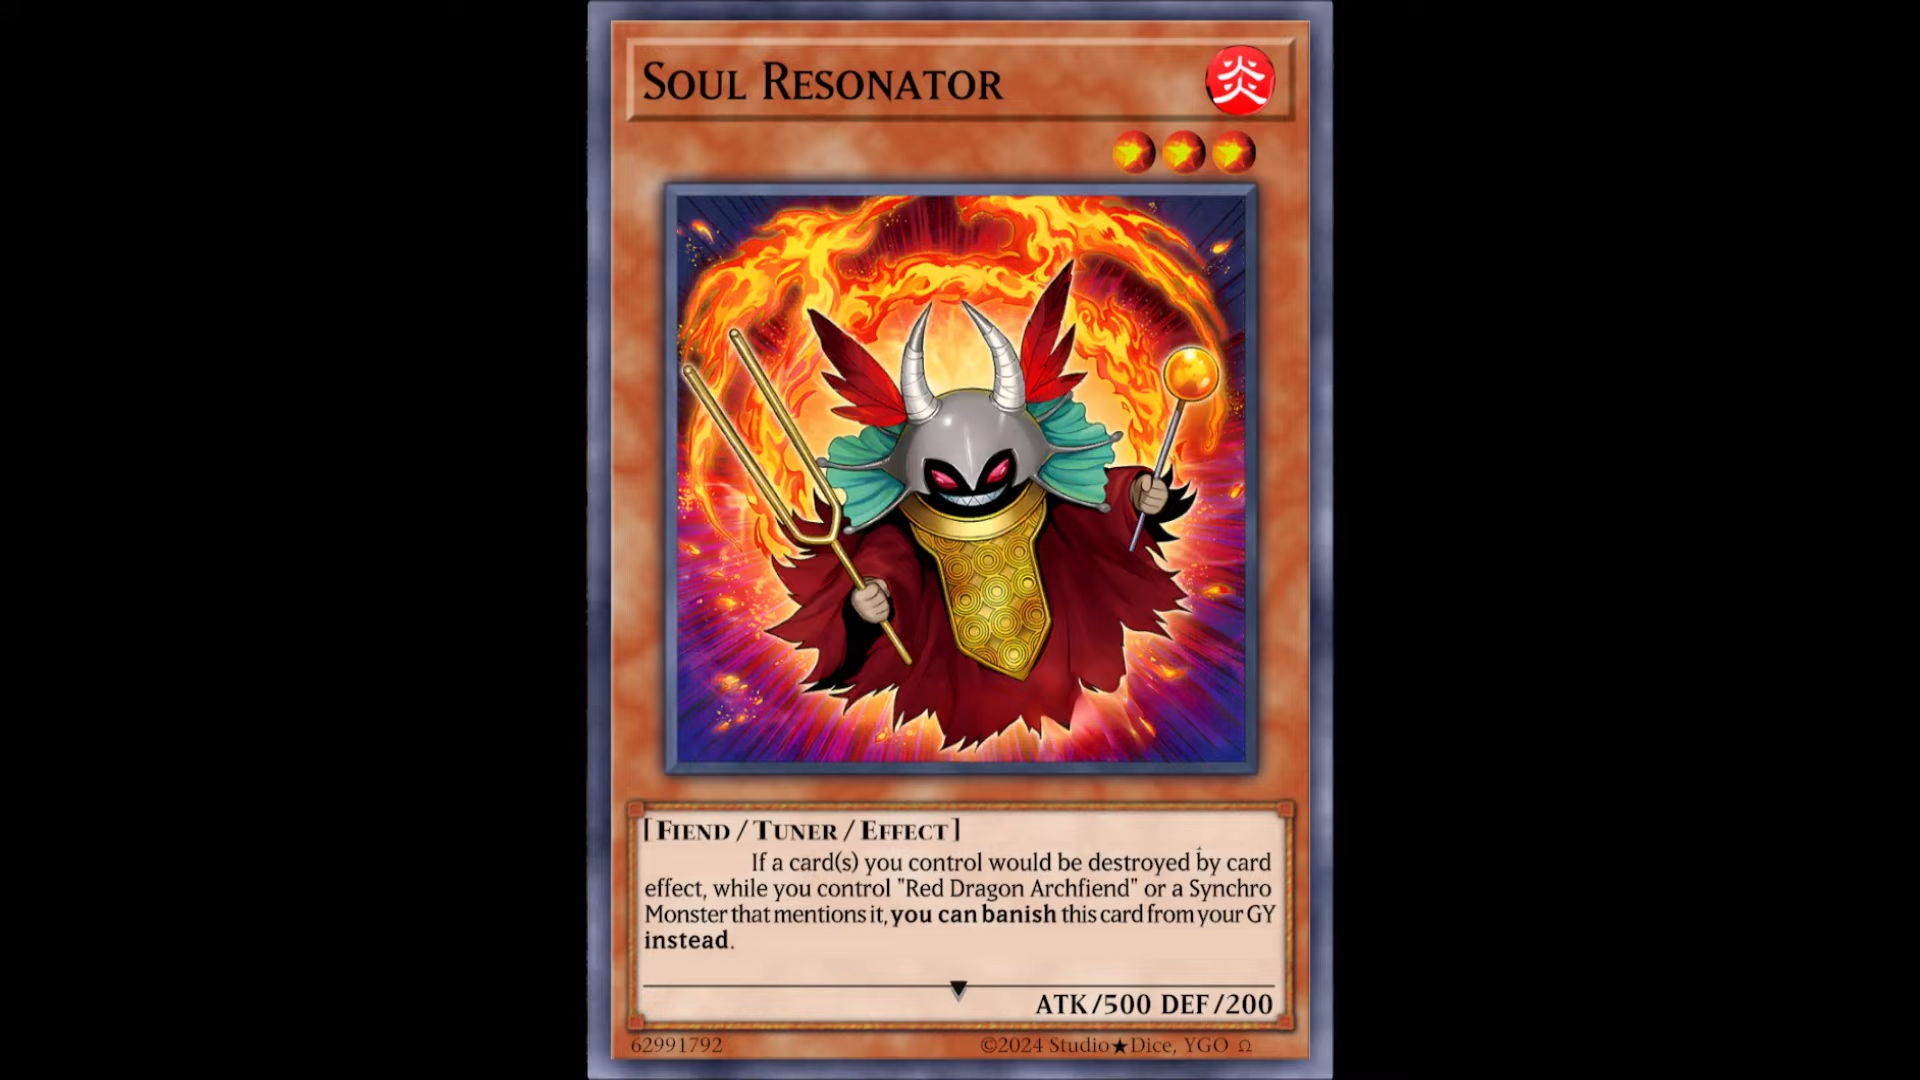 SOUL RESONATOR
炎
[ FIEND / TUNER / EFFECT ]
If a card(s) you control would be destroyed by card
effect, while you control "Red Dragon Archfiend" or a Synchro
Monster that mentions it, you can banish this card from your GY
instead.
ATK/500 DEF/200
62991792 ©2024 Studio★Dice, YGO Ω